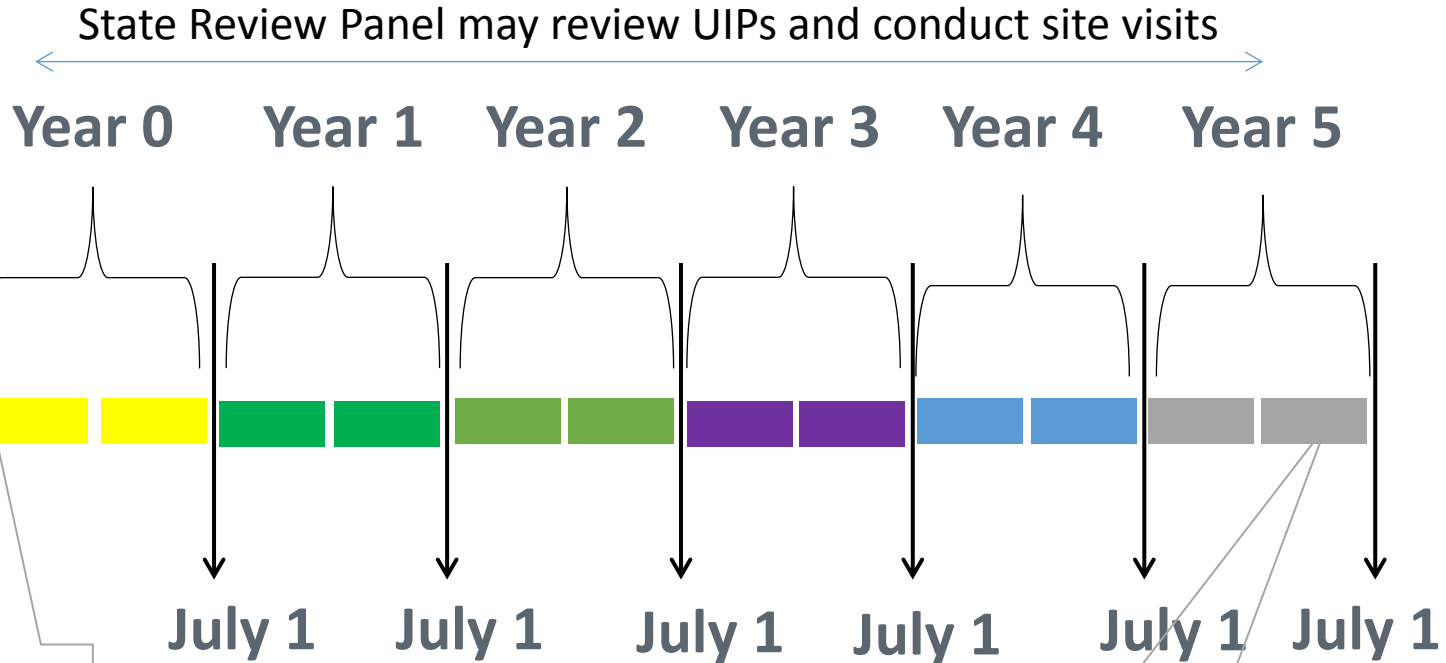 State Review Panel may review UIPs and conduct site visits
Year 0 Year 1 Year 2 Year 3 Year 4 Year 5
July 1 July 1 July 1 July 1 July 1 July 1